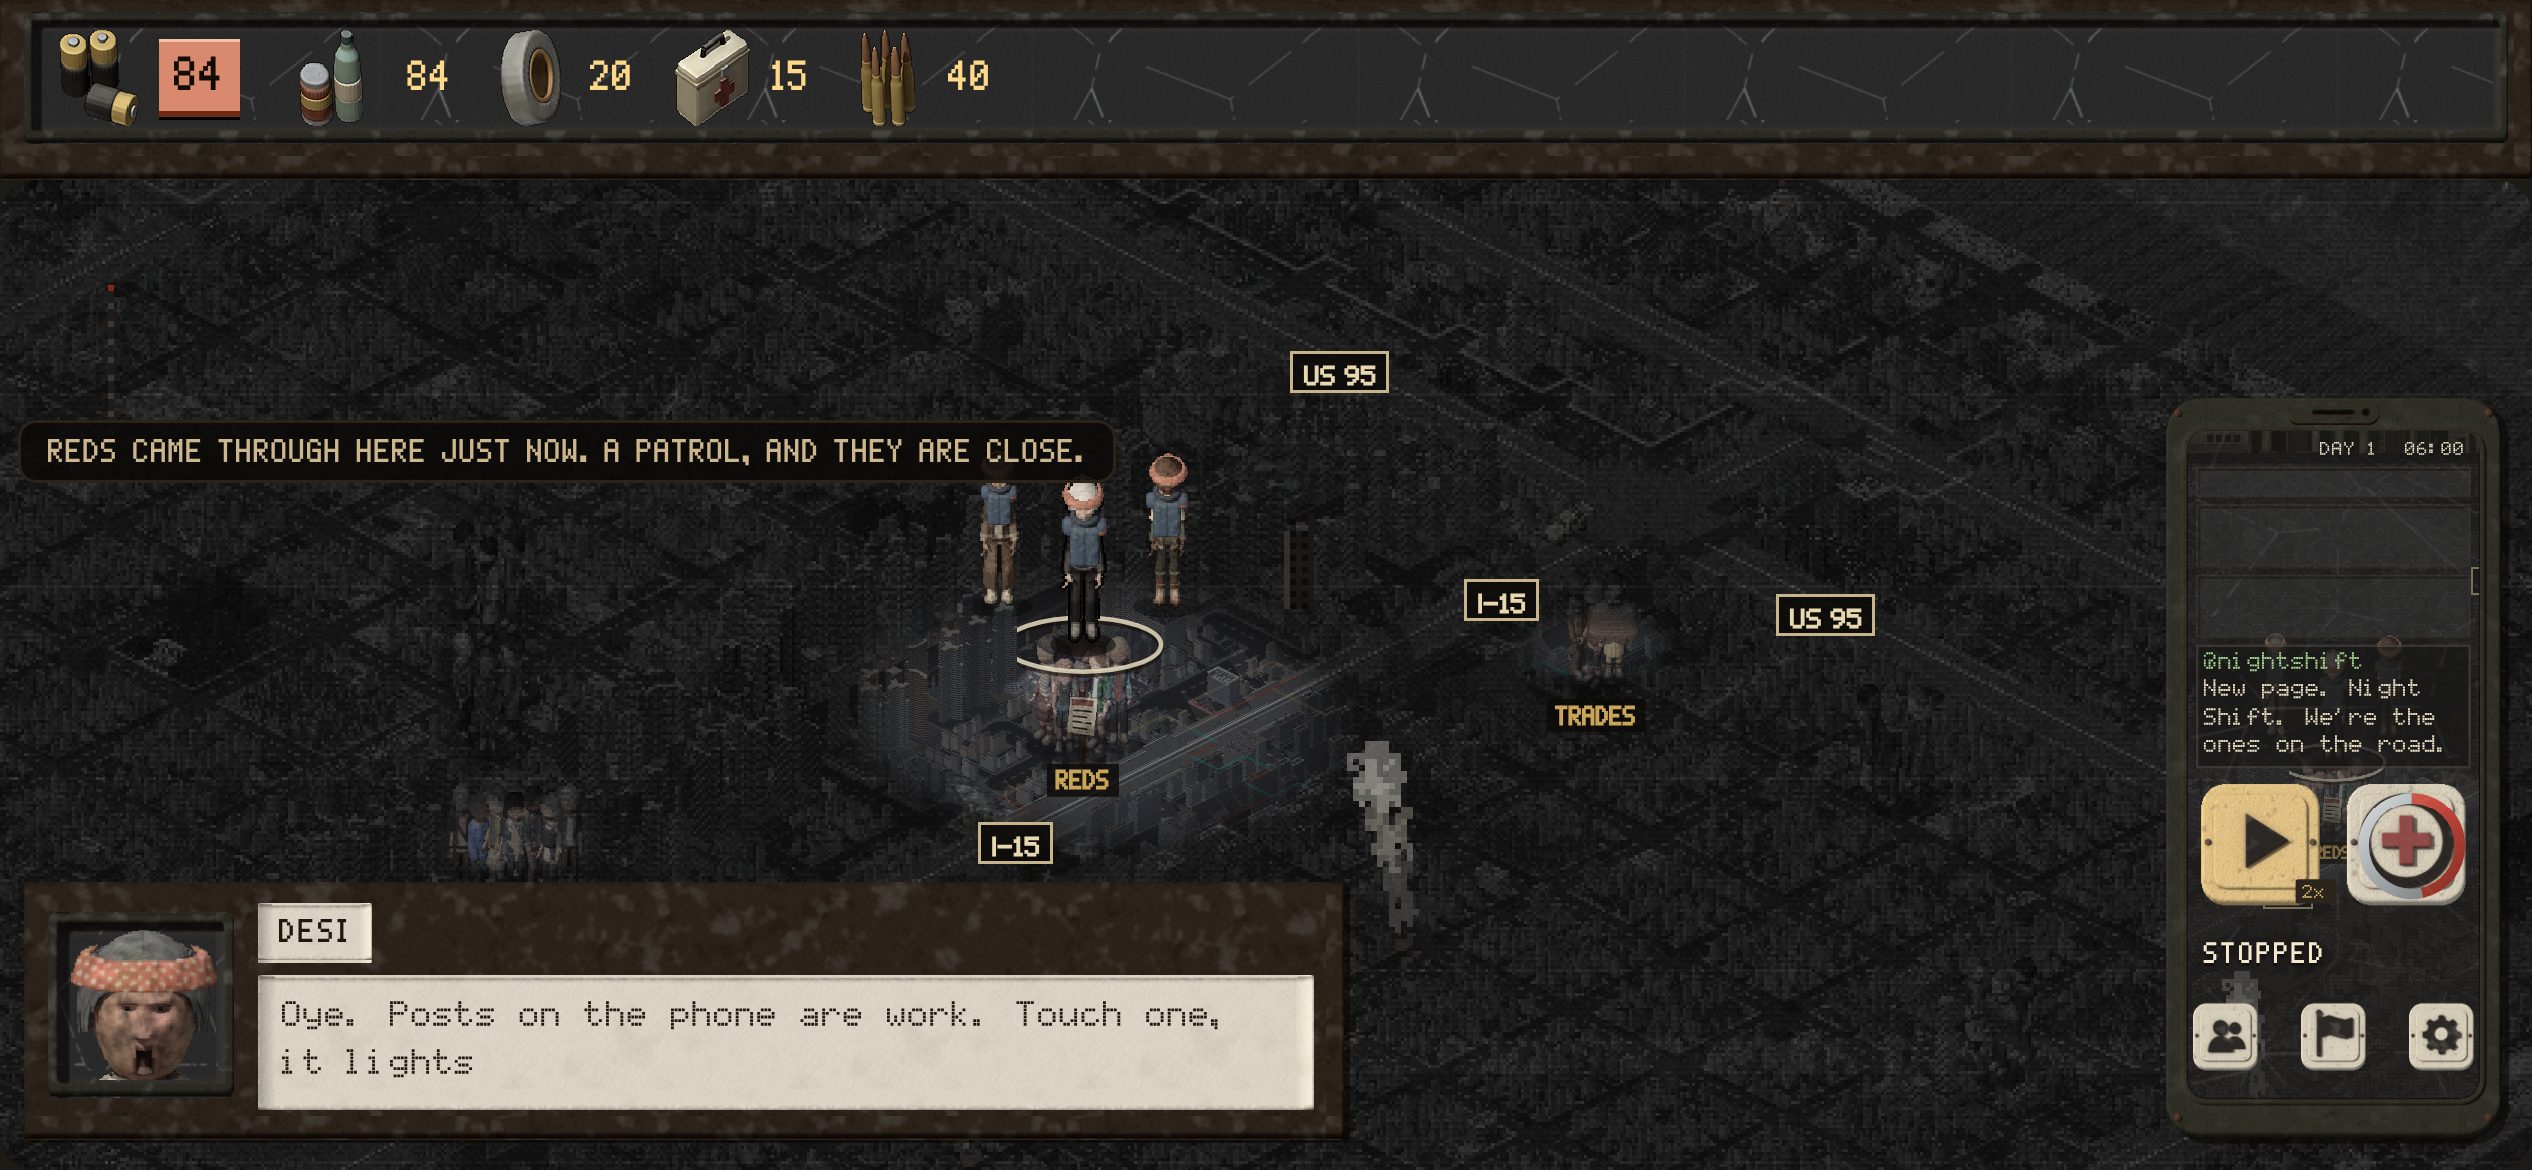 84 84 20 15 40
US 95
REDS CAME THROUGH HERE JUST NOW. A PATROL, AND THEY ARE CLOSE.
DAY 1 06:00
I-15
US 95
@nightshift
New page. Night
Shift. We're the
ones on the road.
TRADES
REDS
I-15
REDS
2x
STOPPED
DESI
Oye. Posts on the phone are work. Touch one,
it lights